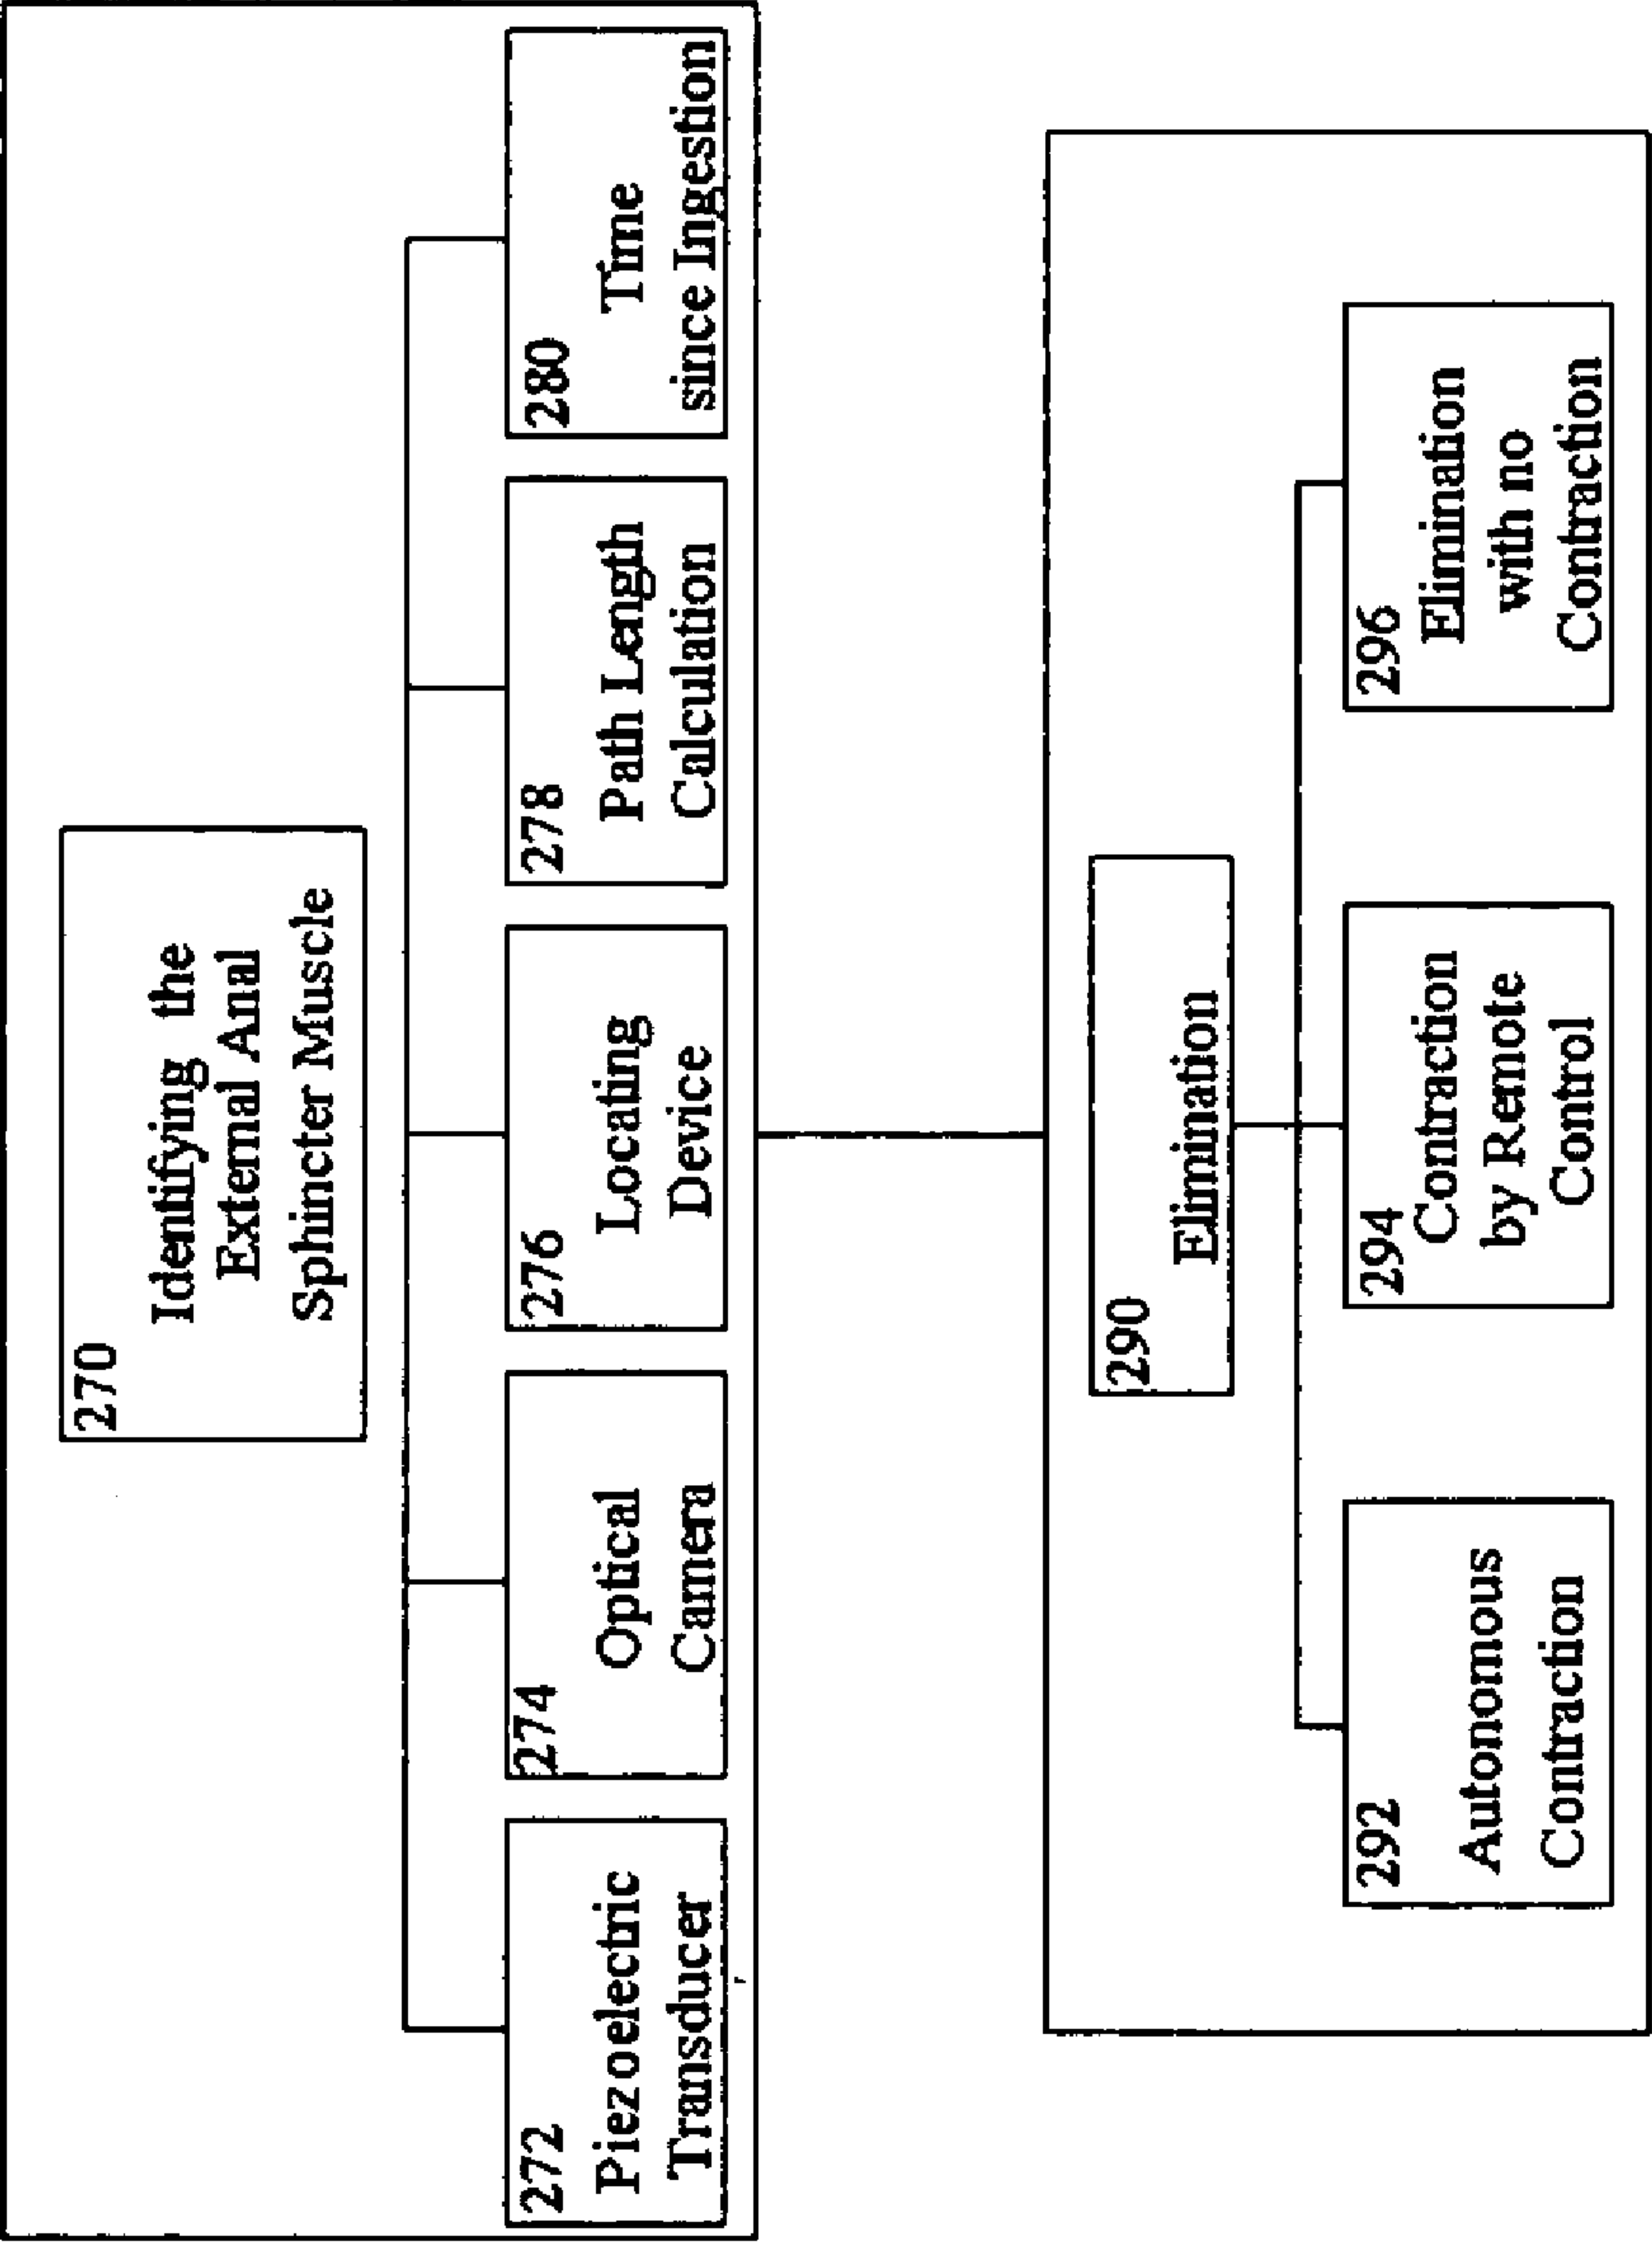 270
Identifying the
External Anal
Sphincter Muscle
272
Piezoelectric
Transducer
274
Optical
Camera
276
Locating
Device
278
Path Length
Calculation
280
Time
since Ingestion
290
Elimination
292
Autonomous
Contraction
294
Contraction
by Remote
Control
296
Elimination
with no
Contraction